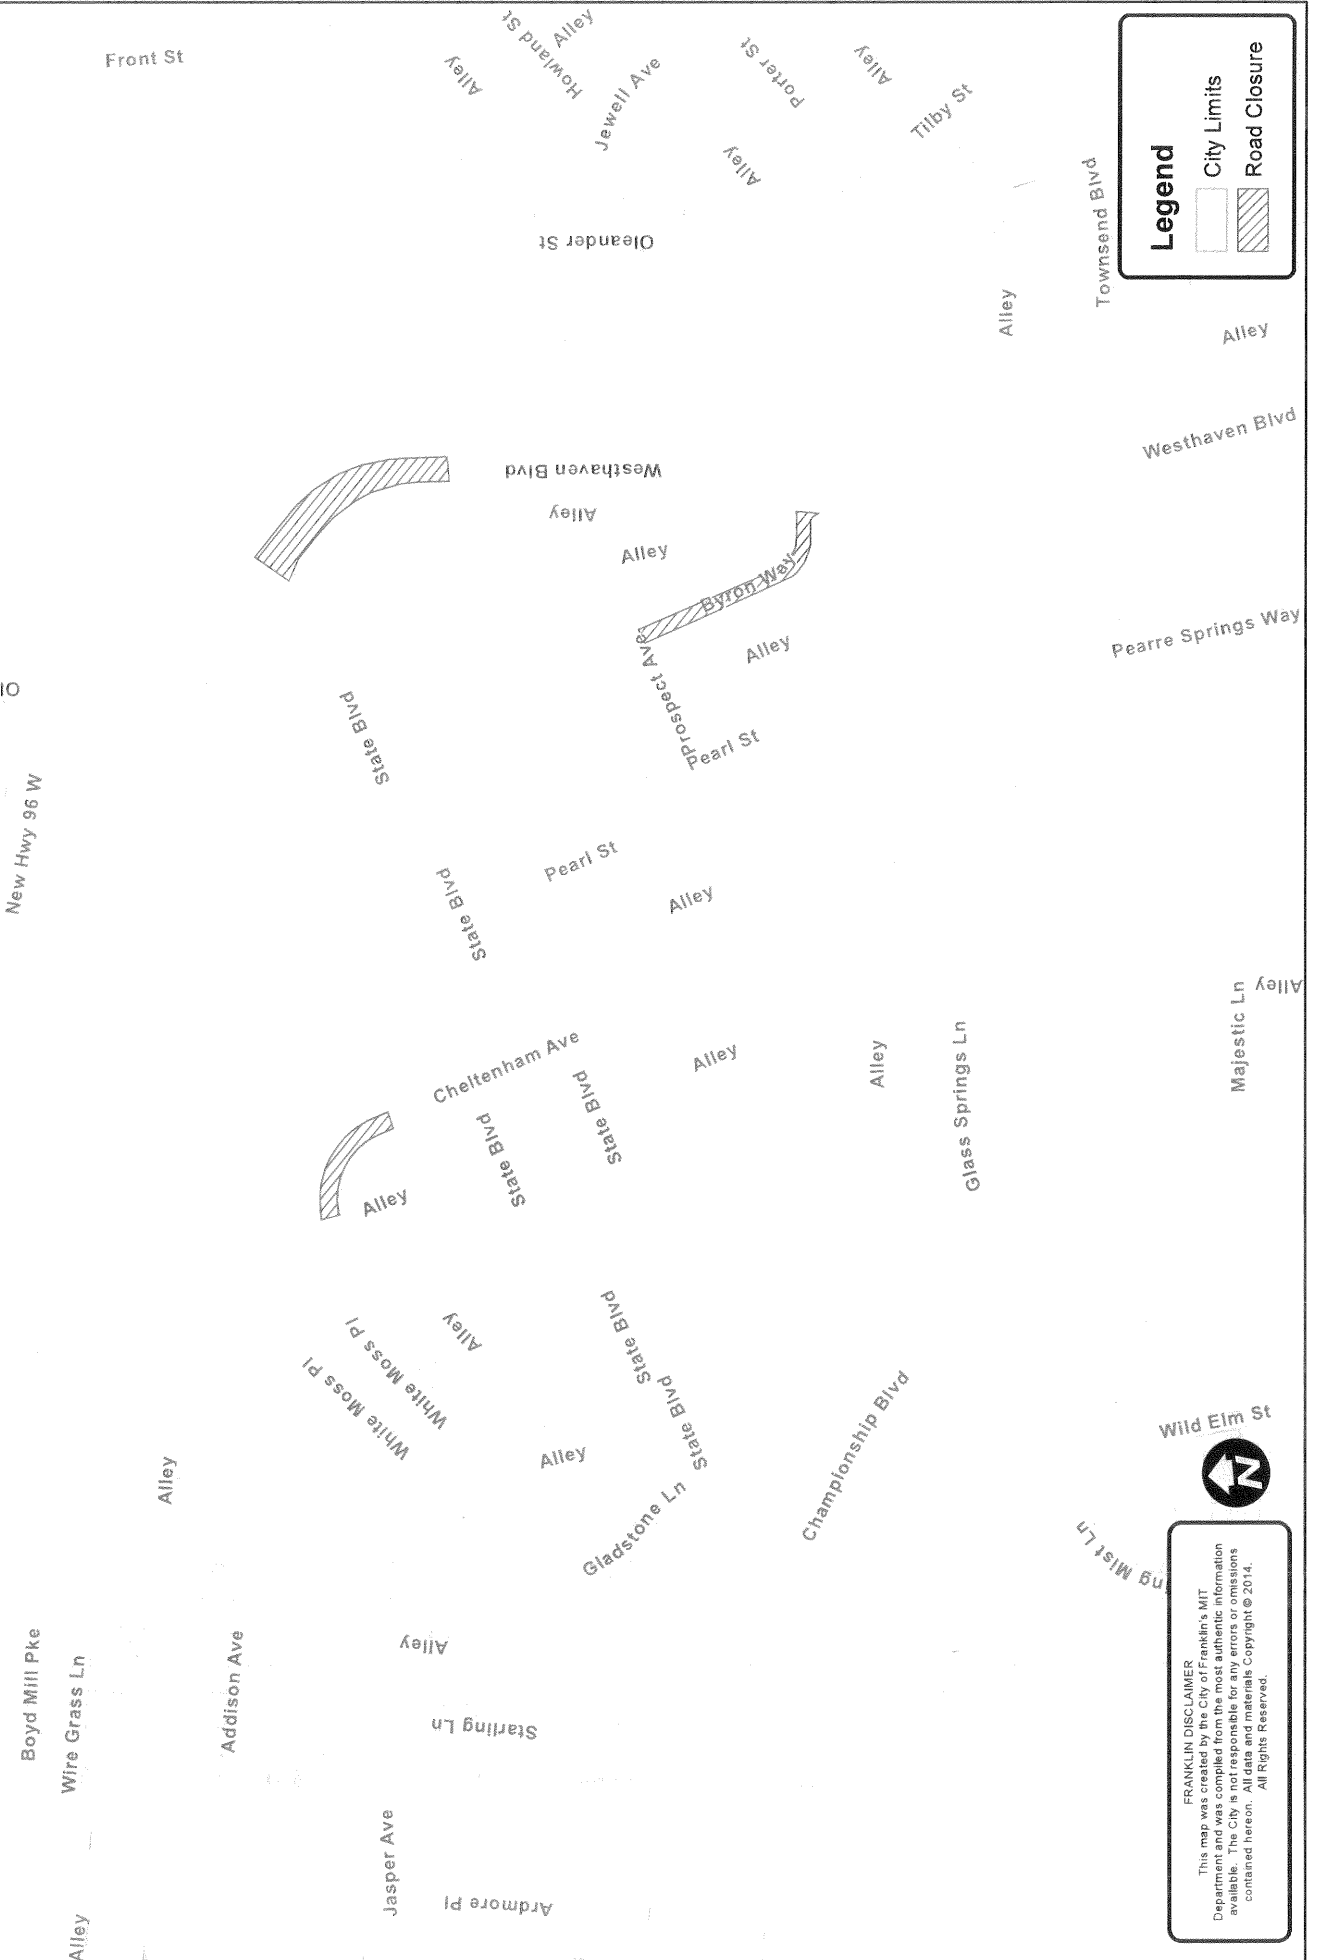 Front St
Alley
Howland St
Alley
Jewell Ave
Porter St
Alley
Tilby St
Alley
Oleander St
Townsend Blvd
Legend
City Limits
Road Closure
Alley
Alley
Westhaven Blvd
Westhaven Blvd
Alley
Alley
Byron Way
Alley
Prospect Ave
Pearl St
Pearre Springs Way
Ol
State Blvd
New Hwy 96 W
State Blvd
Pearl St
Alley
Cheltenham Ave
State Blvd
State Blvd
Alley
Alley
Glass Springs Ln
Majestic Ln
Alley
Alley
White Moss Pl
White Moss Pl
Alley
State Blvd
State Blvd
Alley
Gladstone Ln
Championship Blvd
Wild Elm St
N
ng Mist Ln
Alley
Boyd Mill Pke
Wire Grass Ln
Addison Ave
Alley
Starling Ln
Jasper Ave
Ardmore Pl
Alley
FRANKLIN DISCLAIMER
This map was created by the City of Franklin's MIT
Department and was compiled from the most authentic information
available. The City is not responsible for any errors or omissions
contained hereon. All data and materials Copyright © 2014.
All Rights Reserved.